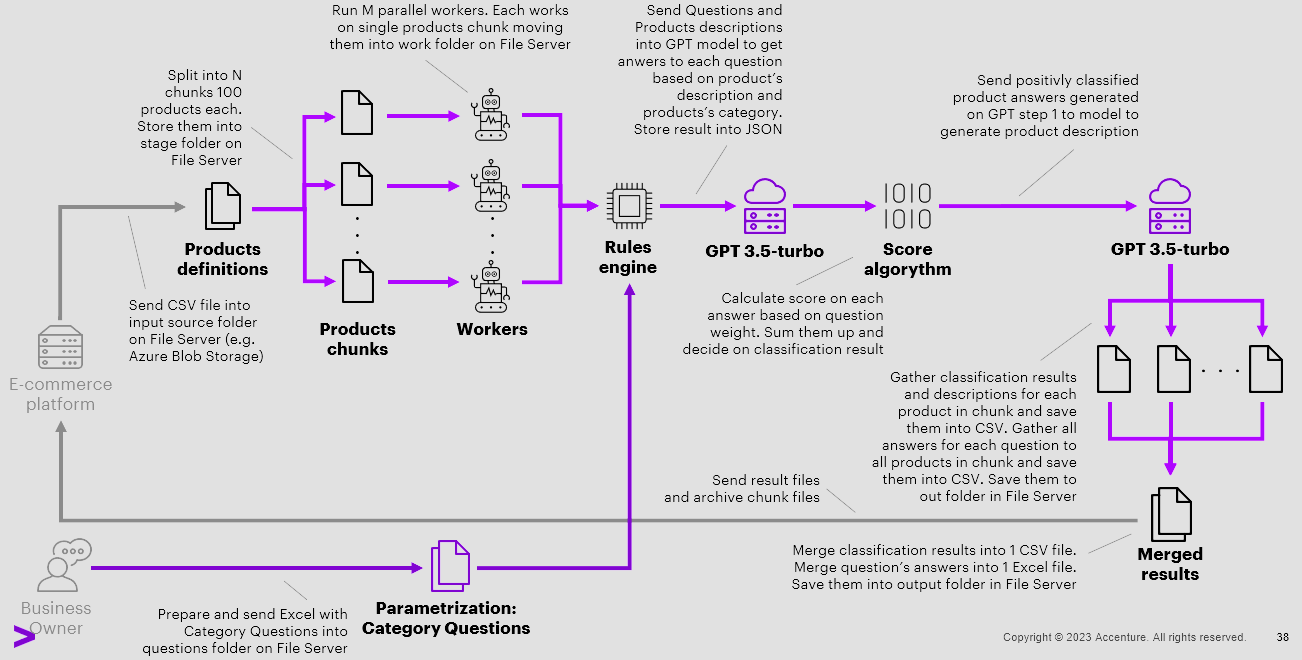 Run M parallel workers. Each works
on single products chunk moving
them into work folder on File Server
Send Questions and
Products descriptions
into GPT model to get
anwers to each question
based on product's
description and
products's category.
Store result into JSON
Split into N
chunks 100
products each.
Store them into
stage folder on
File Server
Send positivly classified
product answers generated
on GPT step 1 to model to
generate product description
Products
definitions
Rules
engine
GPT 3.5-turbo
IOIO
IOIO
Score
algorythm
GPT 3.5-turbo
Send CSV file into
input source folder
on File Server (e.g.
Azure Blob Storage)
Products
chunks
Workers
Calculate score on each
answer based on question
weight. Sum them up and
decide on classification result
E-commerce
platform
Gather classification results
and descriptions for each
product in chunk and save
them into CSV. Gather all
answers for each question to
all products in chunk and save
them into CSV. Save them to
out folder in File Server
Send result files
and archive chunk files
Merge classification results into 1 CSV file.
Merge question's answers into 1 Excel file.
Save them into output folder in File Server
Merged
results
Business
Owner
Prepare and send Excel with
Category Questions into
questions folder on File Server
Parametrization:
Category Questions
Copyright © 2023 Accenture. All rights reserved.
38